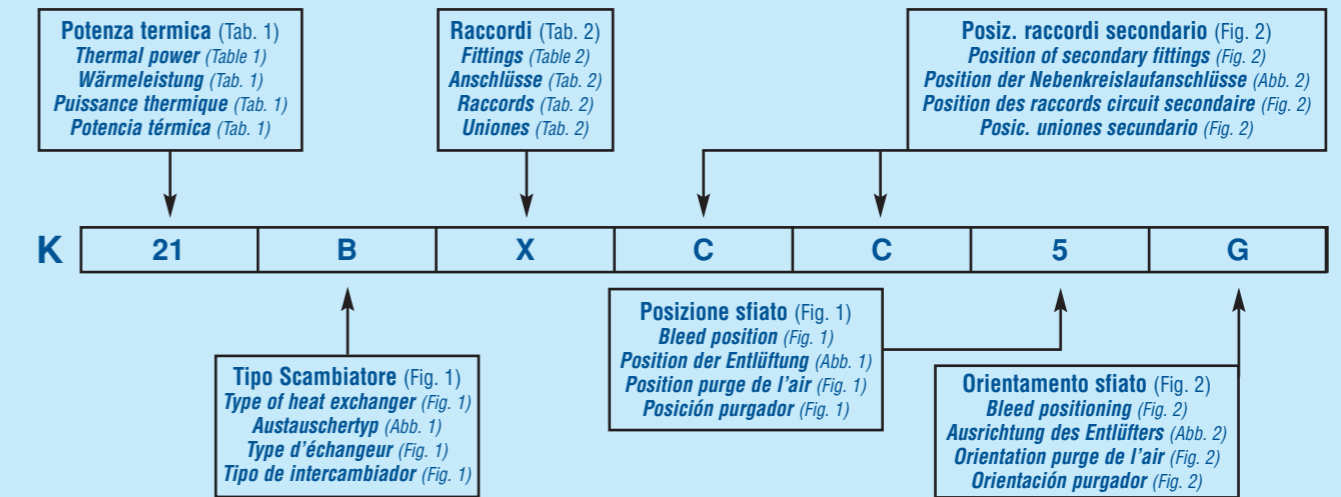 Potenza termica (Tab. 1)
Thermal power (Table 1)
Wärmeleistung (Tab. 1)
Puissance thermique (Tab. 1)
Potencia térmica (Tab. 1)
Raccordi (Tab. 2)
Fittings (Table 2)
Anschlüsse (Tab. 2)
Raccords (Tab. 2)
Uniones (Tab. 2)
Posiz. raccordi secondario (Fig. 2)
Position of secondary fittings (Fig. 2)
Position der Nebenkreislaufanschlüsse (Abb. 2)
Position des raccords circuit secondaire (Fig. 2)
Posic. uniones secundario (Fig. 2)
K 21 B X C C 5 G
Tipo Scambiatore (Fig. 1)
Type of heat exchanger (Fig. 1)
Austauschertyp (Abb. 1)
Type d'échangeur (Fig. 1)
Tipo de intercambiador (Fig. 1)
Posizione sfiato (Fig. 1)
Bleed position (Fig. 1)
Position der Entlüftung (Abb. 1)
Position purge de l'air (Fig. 1)
Posición purgador (Fig. 1)
Orientamento sfiato (Fig. 2)
Bleed positioning (Fig. 2)
Ausrichtung des Entlüfters (Abb. 2)
Orientation purge de l'air (Fig. 2)
Orientación purgador (Fig. 2)